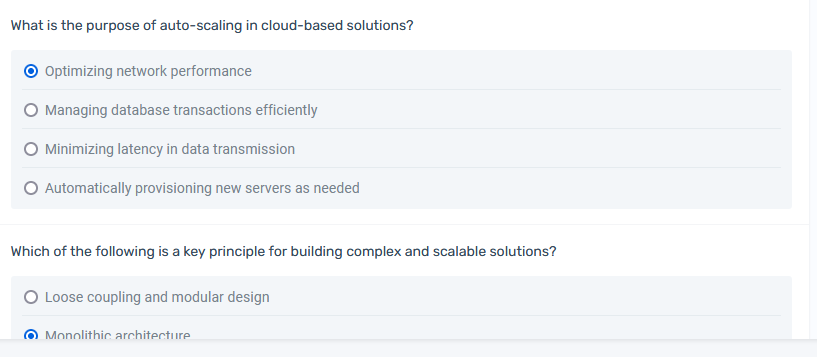 What is the purpose of auto-scaling in cloud-based solutions?
Optimizing network performance
Managing database transactions efficiently
Minimizing latency in data transmission
Automatically provisioning new servers as needed
Which of the following is a key principle for building complex and scalable solutions?
Loose coupling and modular design
Monolithic architecture